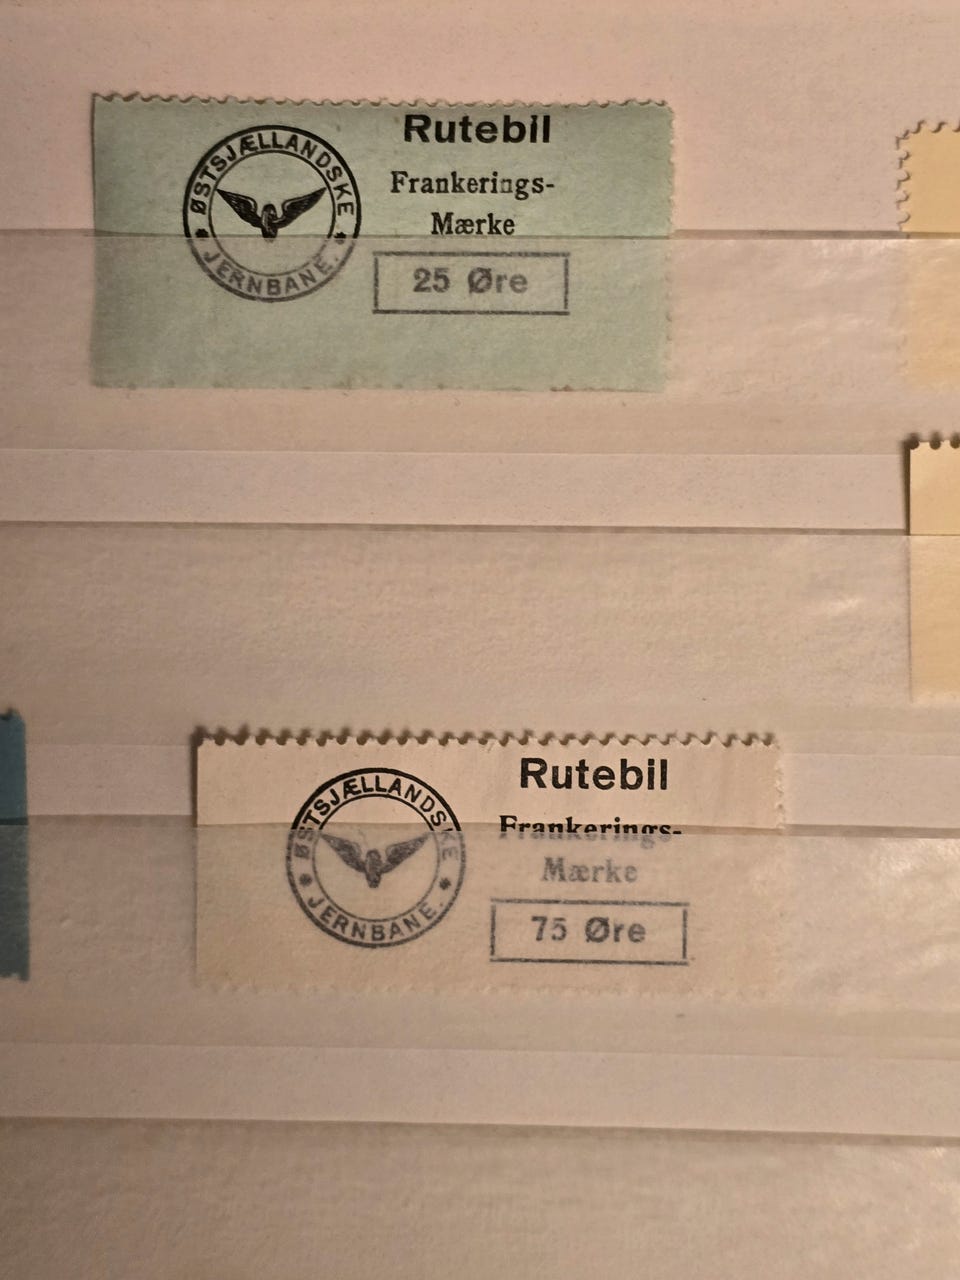 ØSTSJÆLLANDSKE
JERNBANE.
Rutebil
Frankerings-
Mærke
25 Øre
ØSTSJÆLLANDSKE
JERNBANE.
Rutebil
Frankerings-
Mærke
75 Øre